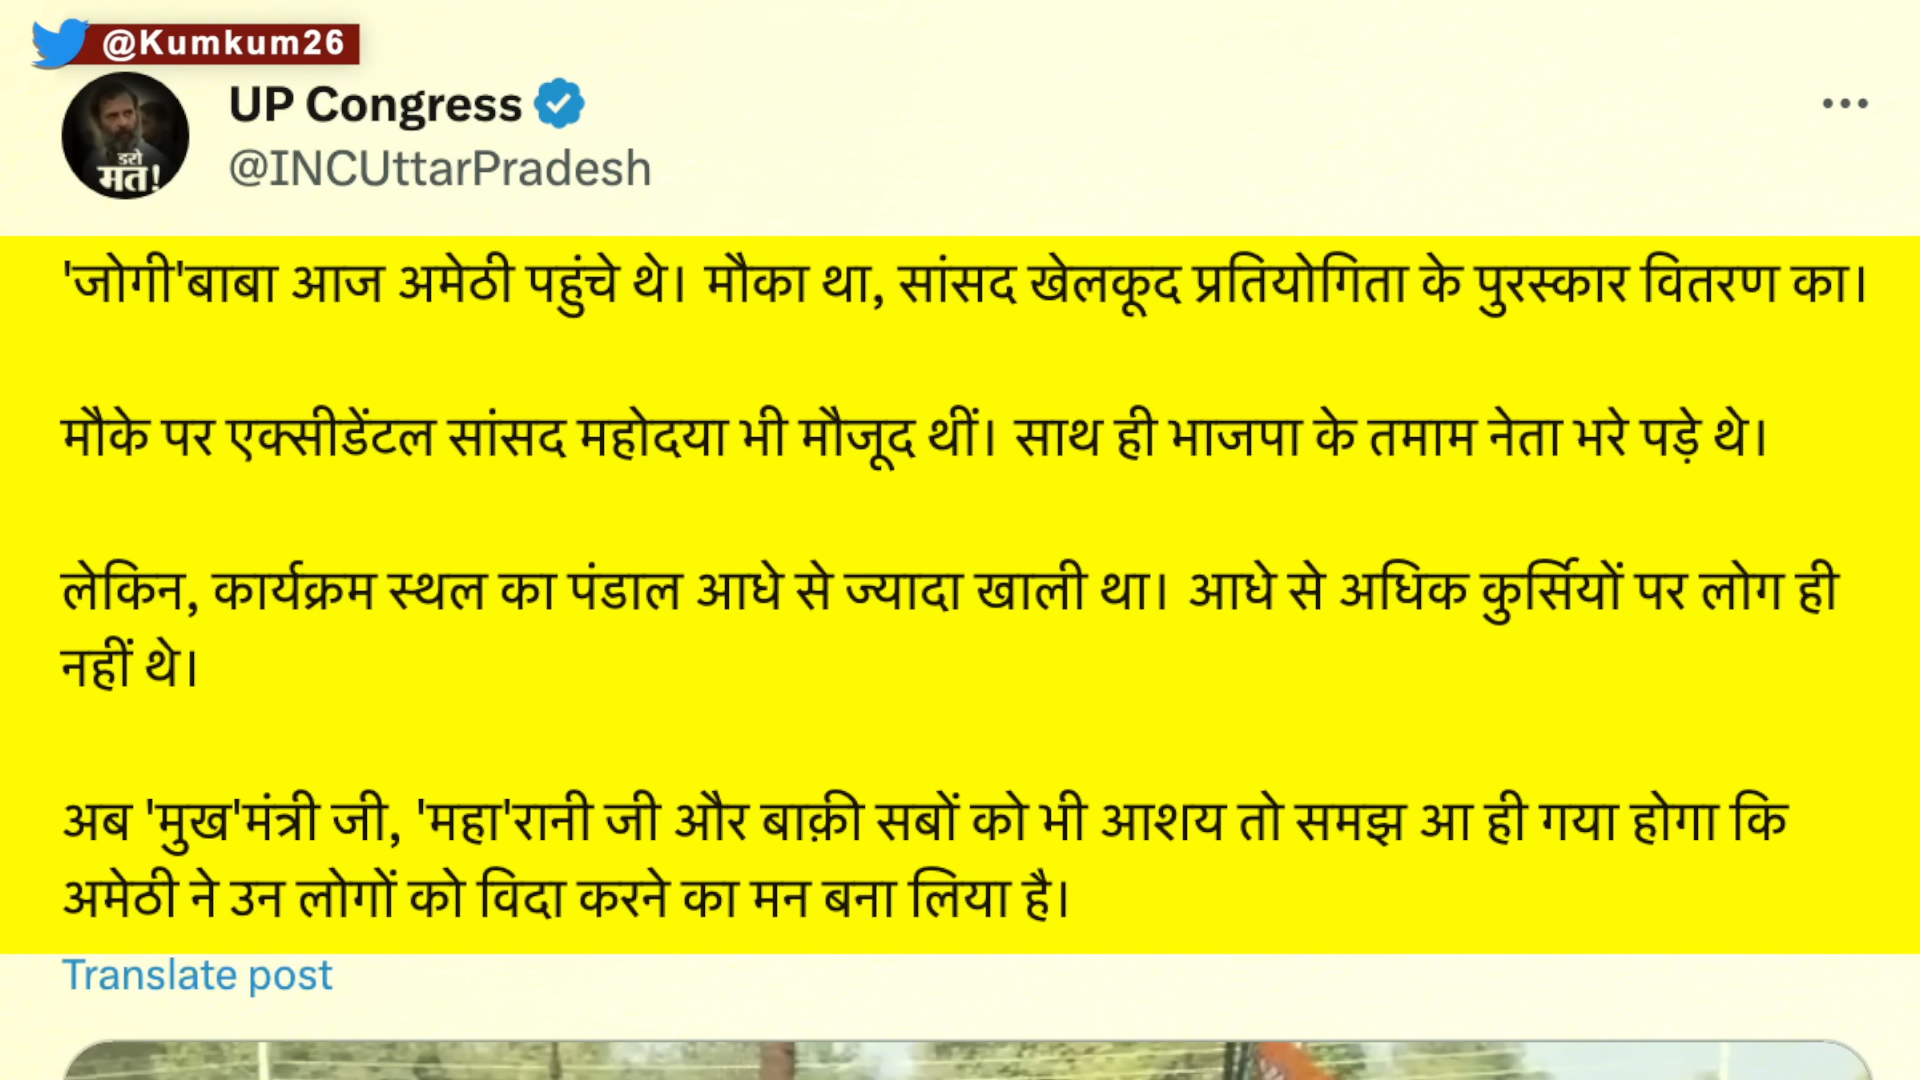 @Kumkum26
UP Congress
@INCUttarPradesh
डरो
मत!
'जोगी'बाबा आज अमेठी पहुंचे थे। मौका था, सांसद खेलकूद प्रतियोगिता के पुरस्कार वितरण का।
मौके पर एक्सीडेंटल सांसद महोदया भी मौजूद थीं। साथ ही भाजपा के तमाम नेता भरे पड़े थे।
लेकिन, कार्यक्रम स्थल का पंडाल आधे से ज्यादा खाली था। आधे से अधिक कुर्सियों पर लोग ही
नहीं थे।
अब 'मुख'मंत्री जी, 'महा'रानी जी और बाक़ी सबों को भी आशय तो समझ आ ही गया होगा कि
अमेठी ने उन लोगों को विदा करने का मन बना लिया है।
Translate post